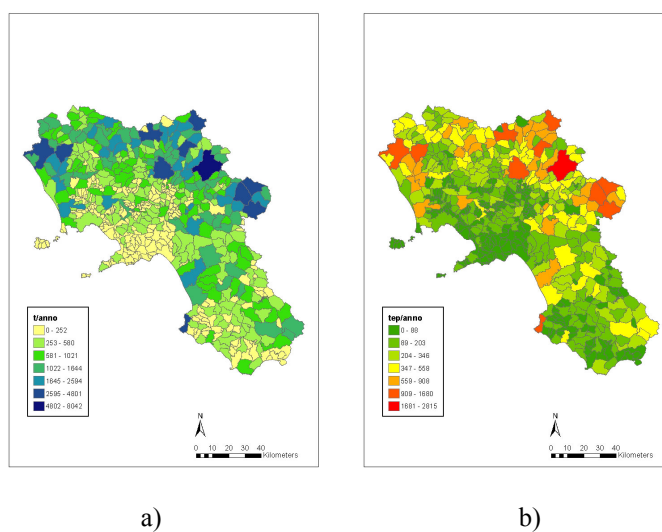 t/anno
0 - 252
253 - 580
581 - 1021
1022 - 1644
1645 - 2594
2595 - 4801
4802 - 8042
N
0 10 20 30 40
Kilometers
tep/anno
0 - 88
89 - 203
204 - 346
347 - 558
559 - 908
909 - 1680
1681 - 2815
N
0 10 20 30 40
Kilometers
a)
b)